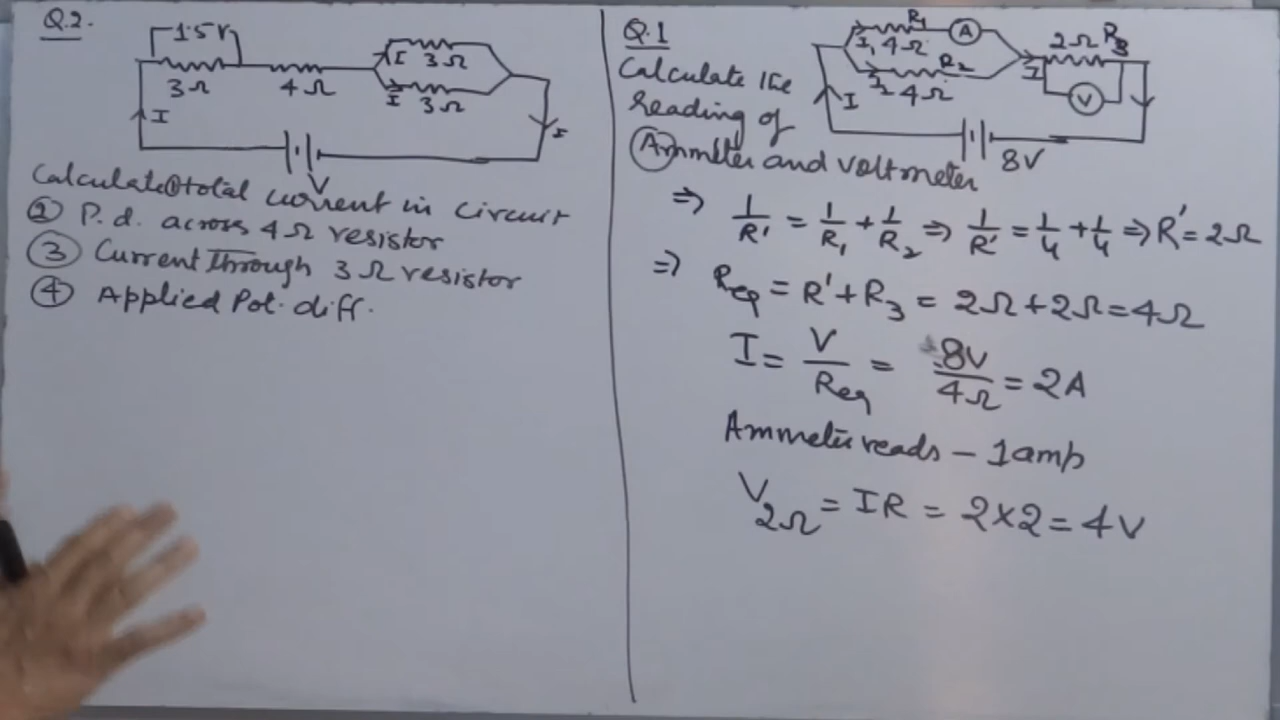 Q.2.
1.5V
3Ω
4Ω
I 3Ω
I 3Ω
I
I
V
Calculate ① total current in circuit
② P.d. across 4Ω resistor
③ Current Through 3Ω resistor
④ Applied Pot. diff.
Q.1
Calculate the
Reading of
Ammeter and voltmeter
R₁
A
I₁ 4Ω
R₂
I₂ 4Ω
2Ω R₃
I
V
I
8V
⇒ 1/R' = 1/R₁ + 1/R₂ ⇒ 1/R' = 1/4 + 1/4 ⇒ R' = 2Ω
⇒ Req = R' + R₃ = 2Ω + 2Ω = 4Ω
I = V/Req = 8V/4Ω = 2A
Ammeter reads – 1amp
V₂Ω = IR = 2×2 = 4V